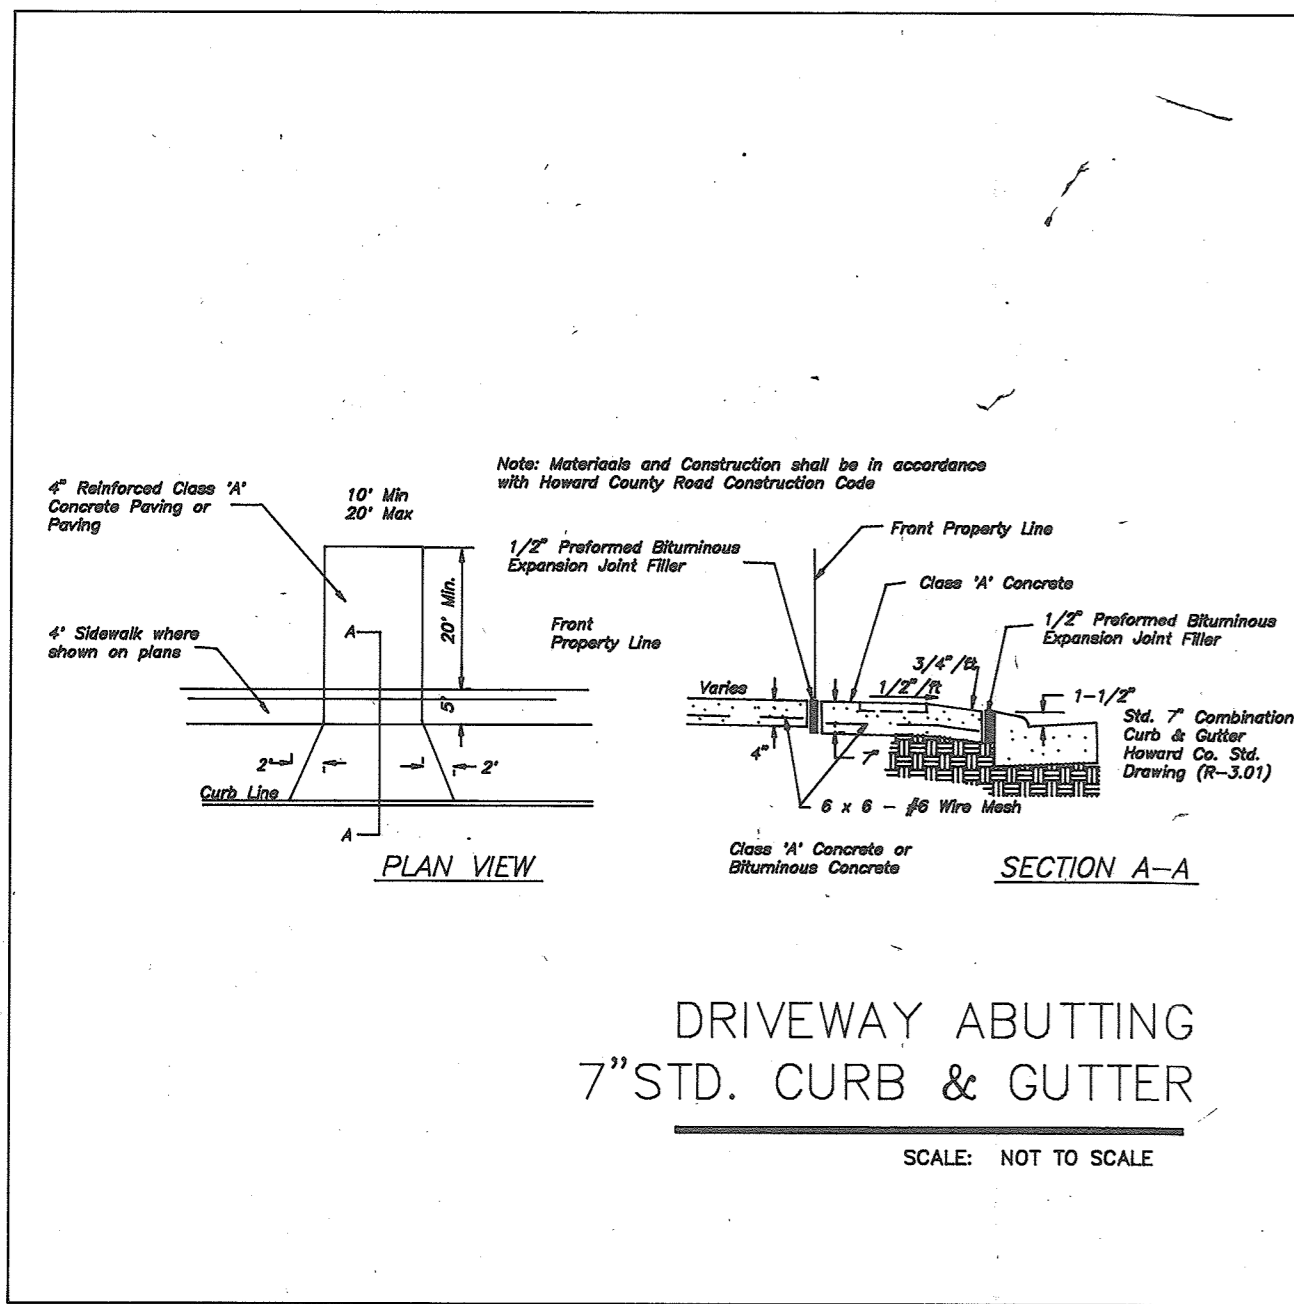 Note: Materiaals and Construction shall be in accordance
with Howard County Road Construction Code
4" Reinforced Class 'A'
Concrete Paving or
Paving
10' Min
20' Max
20' Min.
4' Sidewalk where
shown on plans
A
Front
Property Line
5'
2'
2'
Curb Line
A
PLAN VIEW
Front Property Line
1/2" Preformed Bituminous
Expansion Joint Filler
Class 'A' Concrete
1/2" Preformed Bituminous
Expansion Joint Filler
3/4"/ft
1/2"/ft
Varies
1-1/2"
Std. 7" Combination
Curb & Gutter
Howard Co. Std.
Drawing (R-3.01)
4"
7"
6 x 6 - #6 Wire Mesh
Class 'A' Concrete or
Bituminous Concrete
SECTION A-A
DRIVEWAY ABUTTING
7"STD. CURB & GUTTER
SCALE: NOT TO SCALE